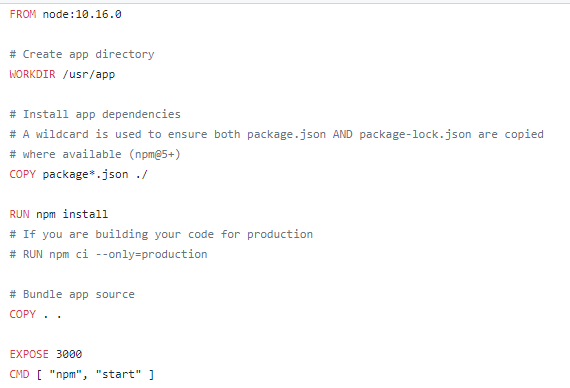 FROM node:10.16.0
# Create app directory
WORKDIR /usr/app
# Install app dependencies
# A wildcard is used to ensure both package.json AND package-lock.json are copied
# where available (npm@5+)
COPY package*.json ./
RUN npm install
# If you are building your code for production
# RUN npm ci --only=production
# Bundle app source
COPY . .
EXPOSE 3000
CMD [ "npm", "start" ]